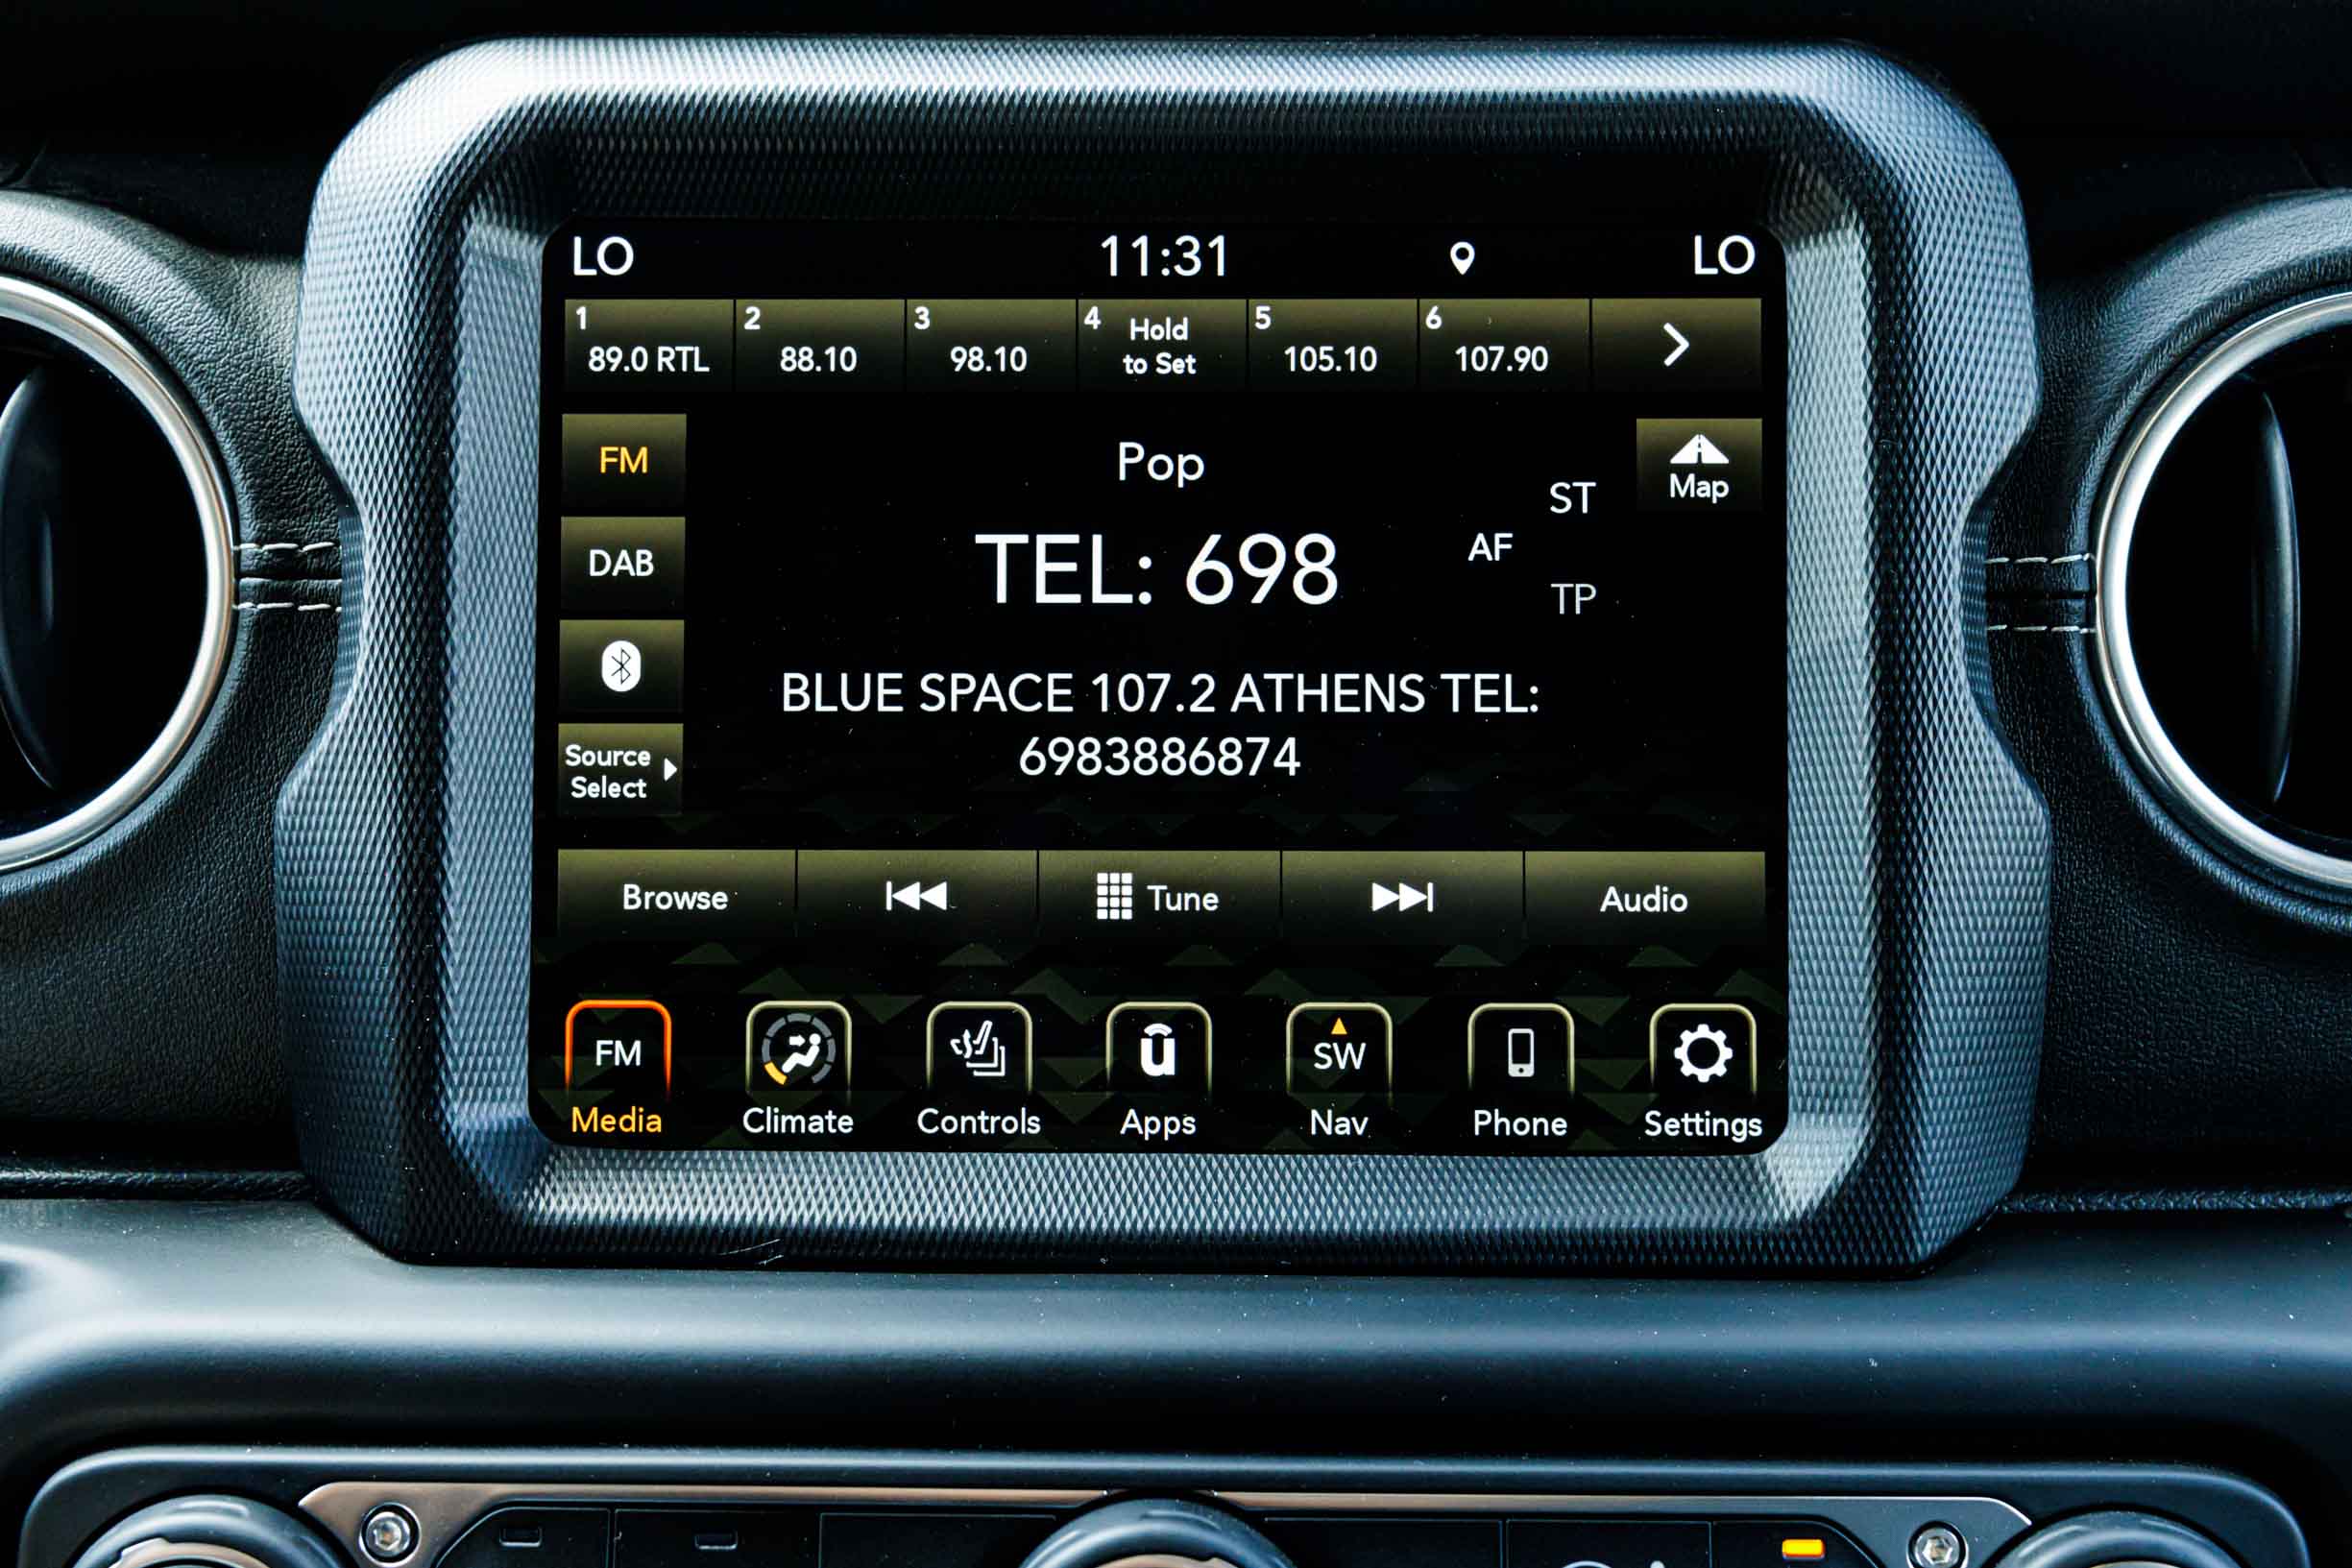 LO 11:31 LO
1 2 3 4 Hold 5 6
89.0 RTL 88.10 98.10 to Set 105.10 107.90
FM
Pop
Map
ST
DAB
TEL: 698
AF
TP
BLUE SPACE 107.2 ATHENS TEL:
6983886874
Source
Select
Browse Tune Audio
FM u SW
Media Climate Controls Apps Nav Phone Settings